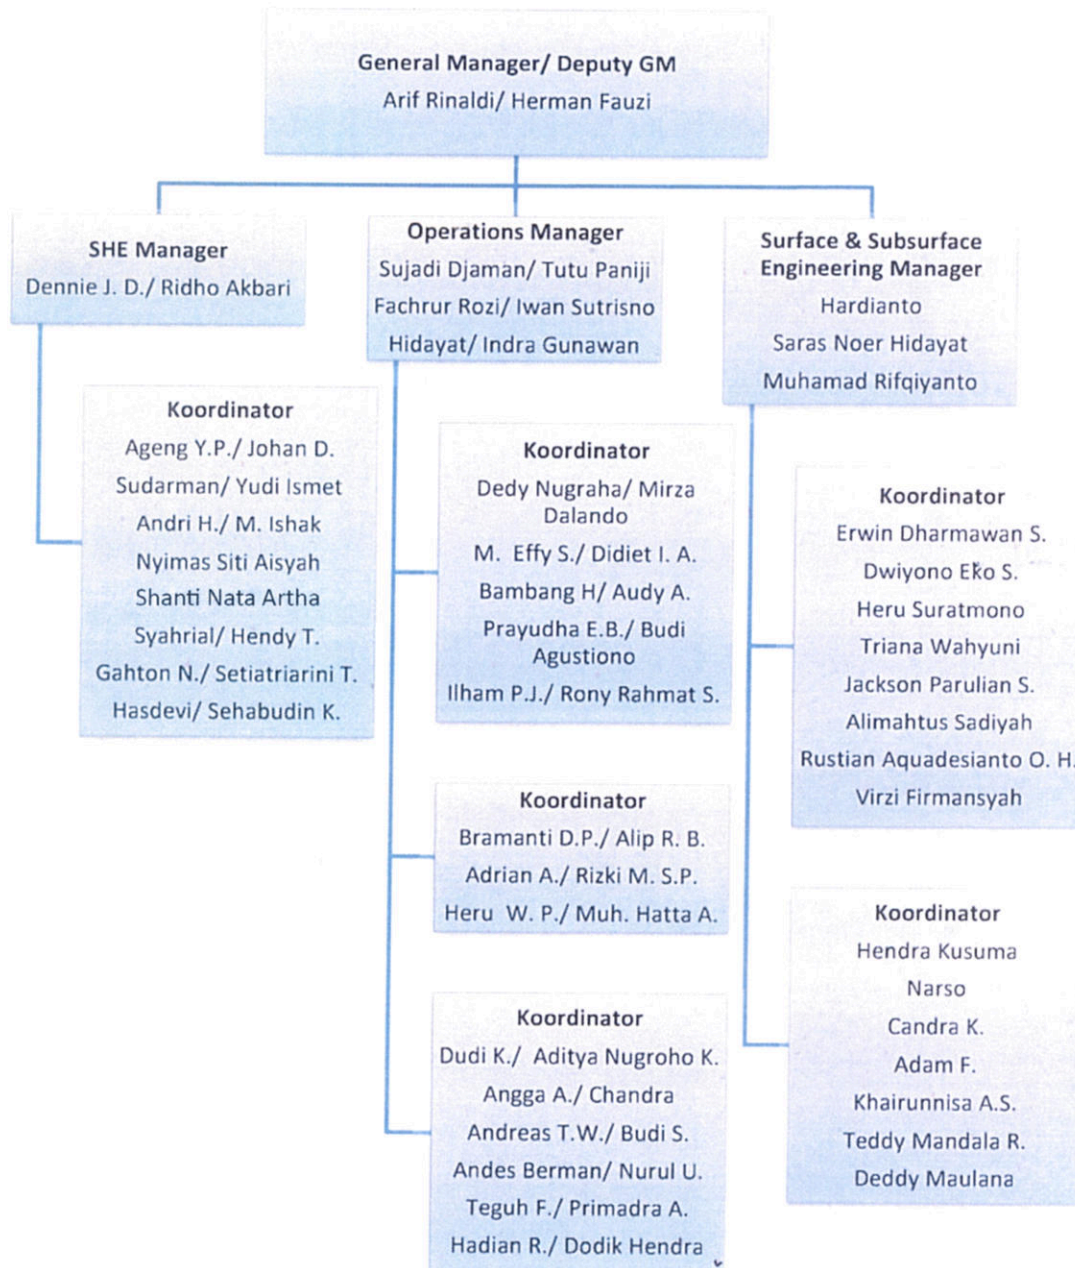 General Manager/ Deputy GM
Arif Rinaldi/ Herman Fauzi
SHE Manager
Dennie J. D./ Ridho Akbari
Koordinator
Ageng Y.P./ Johan D.
Sudarman/ Yudi Ismet
Andri H./ M. Ishak
Nyimas Siti Aisyah
Shanti Nata Artha
Syahrial/ Hendy T.
Gahton N./ Setiatriarini T.
Hasdevi/ Sehabudin K.
Operations Manager
Sujadi Djaman/ Tutu Paniji
Fachrur Rozi/ Iwan Sutrisno
Hidayat/ Indra Gunawan
Koordinator
Dedy Nugraha/ Mirza
Dalando
M. Effy S./ Didiet I. A.
Bambang H/ Audy A.
Prayudha E.B./ Budi
Agustiono
Ilham P.J./ Rony Rahmat S.
Koordinator
Bramanti D.P./ Alip R. B.
Adrian A./ Rizki M. S.P.
Heru W. P./ Muh. Hatta A.
Koordinator
Dudi K./ Aditya Nugroho K.
Angga A./ Chandra
Andreas T.W./ Budi S.
Andes Berman/ Nurul U.
Teguh F./ Primadra A.
Hadian R./ Dodik Hendra
Surface & Subsurface
Engineering Manager
Hardianto
Saras Noer Hidayat
Muhamad Rifqiyanto
Koordinator
Erwin Dharmawan S.
Dwiyono Eko S.
Heru Suratmono
Triana Wahyuni
Jackson Parulian S.
Alimahtus Sadiyah
Rustian Aquadesianto O. H.
Virzi Firmansyah
Koordinator
Hendra Kusuma
Narso
Candra K.
Adam F.
Khairunnisa A.S.
Teddy Mandala R.
Deddy Maulana